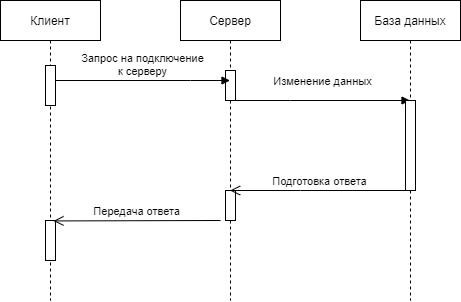 Клиент
Сервер
База данных
Запрос на подключение
к серверу
Изменение данных
Подготовка ответа
Передача ответа